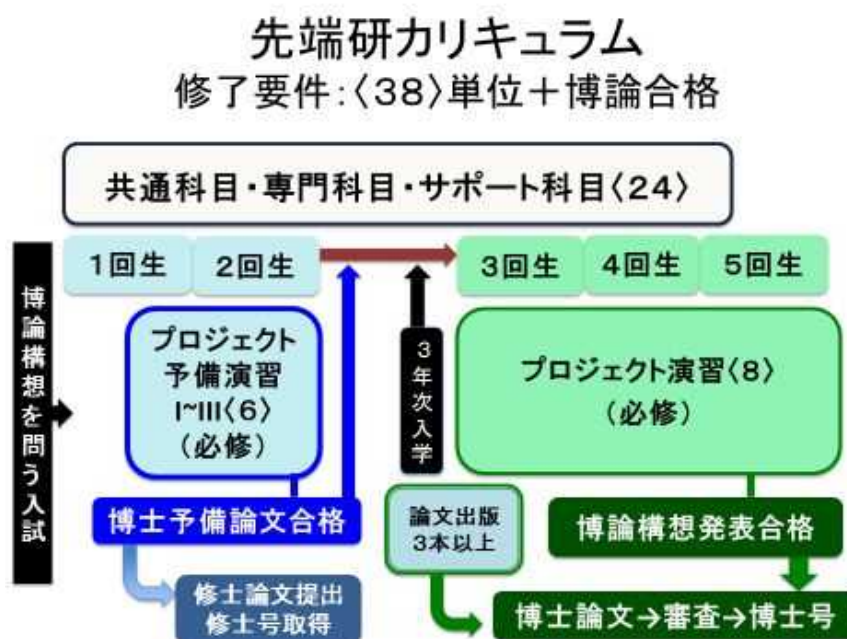 先端研カリキュラム
修了要件:〈38〉単位＋博論合格
共通科目・専門科目・サポート科目〈24〉
博論構想を問う入試
1回生
2回生
3回生
4回生
5回生
プロジェクト
予備演習
I~III〈6〉
（必修）
3年次入学
プロジェクト演習〈8〉
（必修）
博士予備論文合格
論文出版
3本以上
博論構想発表合格
修士論文提出
修士号取得
博士論文→審査→博士号